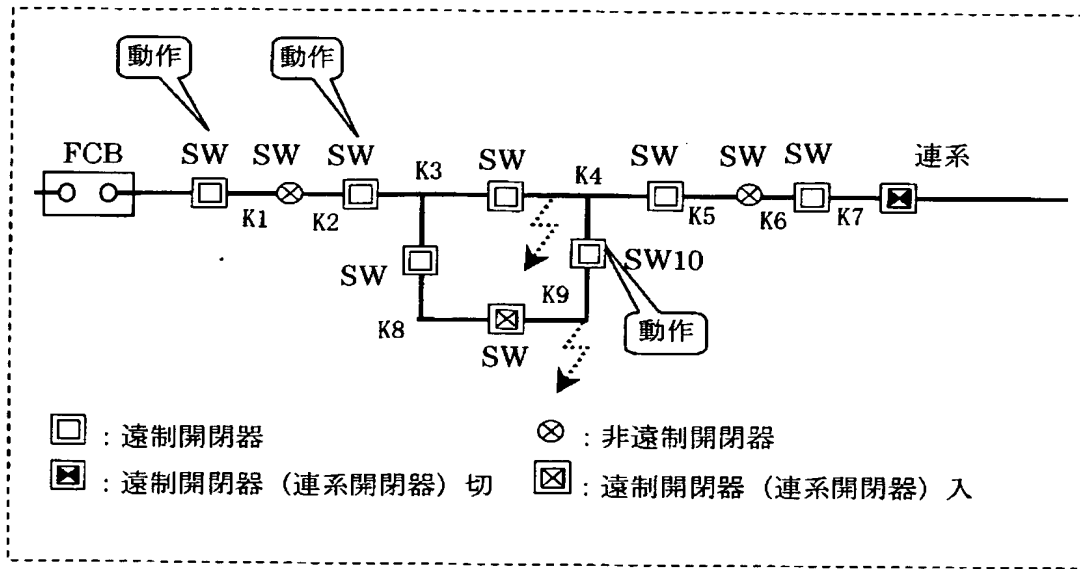 動作
動作
FCB
SW
SW
SW
K3
SW
K4
SW
SW
SW
連系
K1
K2
K5
K6
K7
SW
SW10
K9
K8
SW
動作
：遠制開閉器
：非遠制開閉器
：遠制開閉器（連系開閉器）切
：遠制開閉器（連系開閉器）入